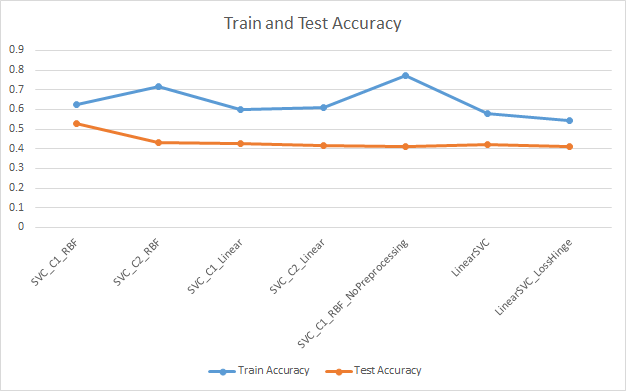 Train and Test Accuracy
0.9
0.8
0.7
0.6
0.5
0.4
0.3
0.2
0.1
0
SVC_C1_RBF
SVC_C2_RBF
SVC_C1_Linear
SVC_C2_Linear
SVC_C1_RBF_NoPreprocessing
LinearSVC
LinearSVC_LossHinge
Train Accuracy
Test Accuracy